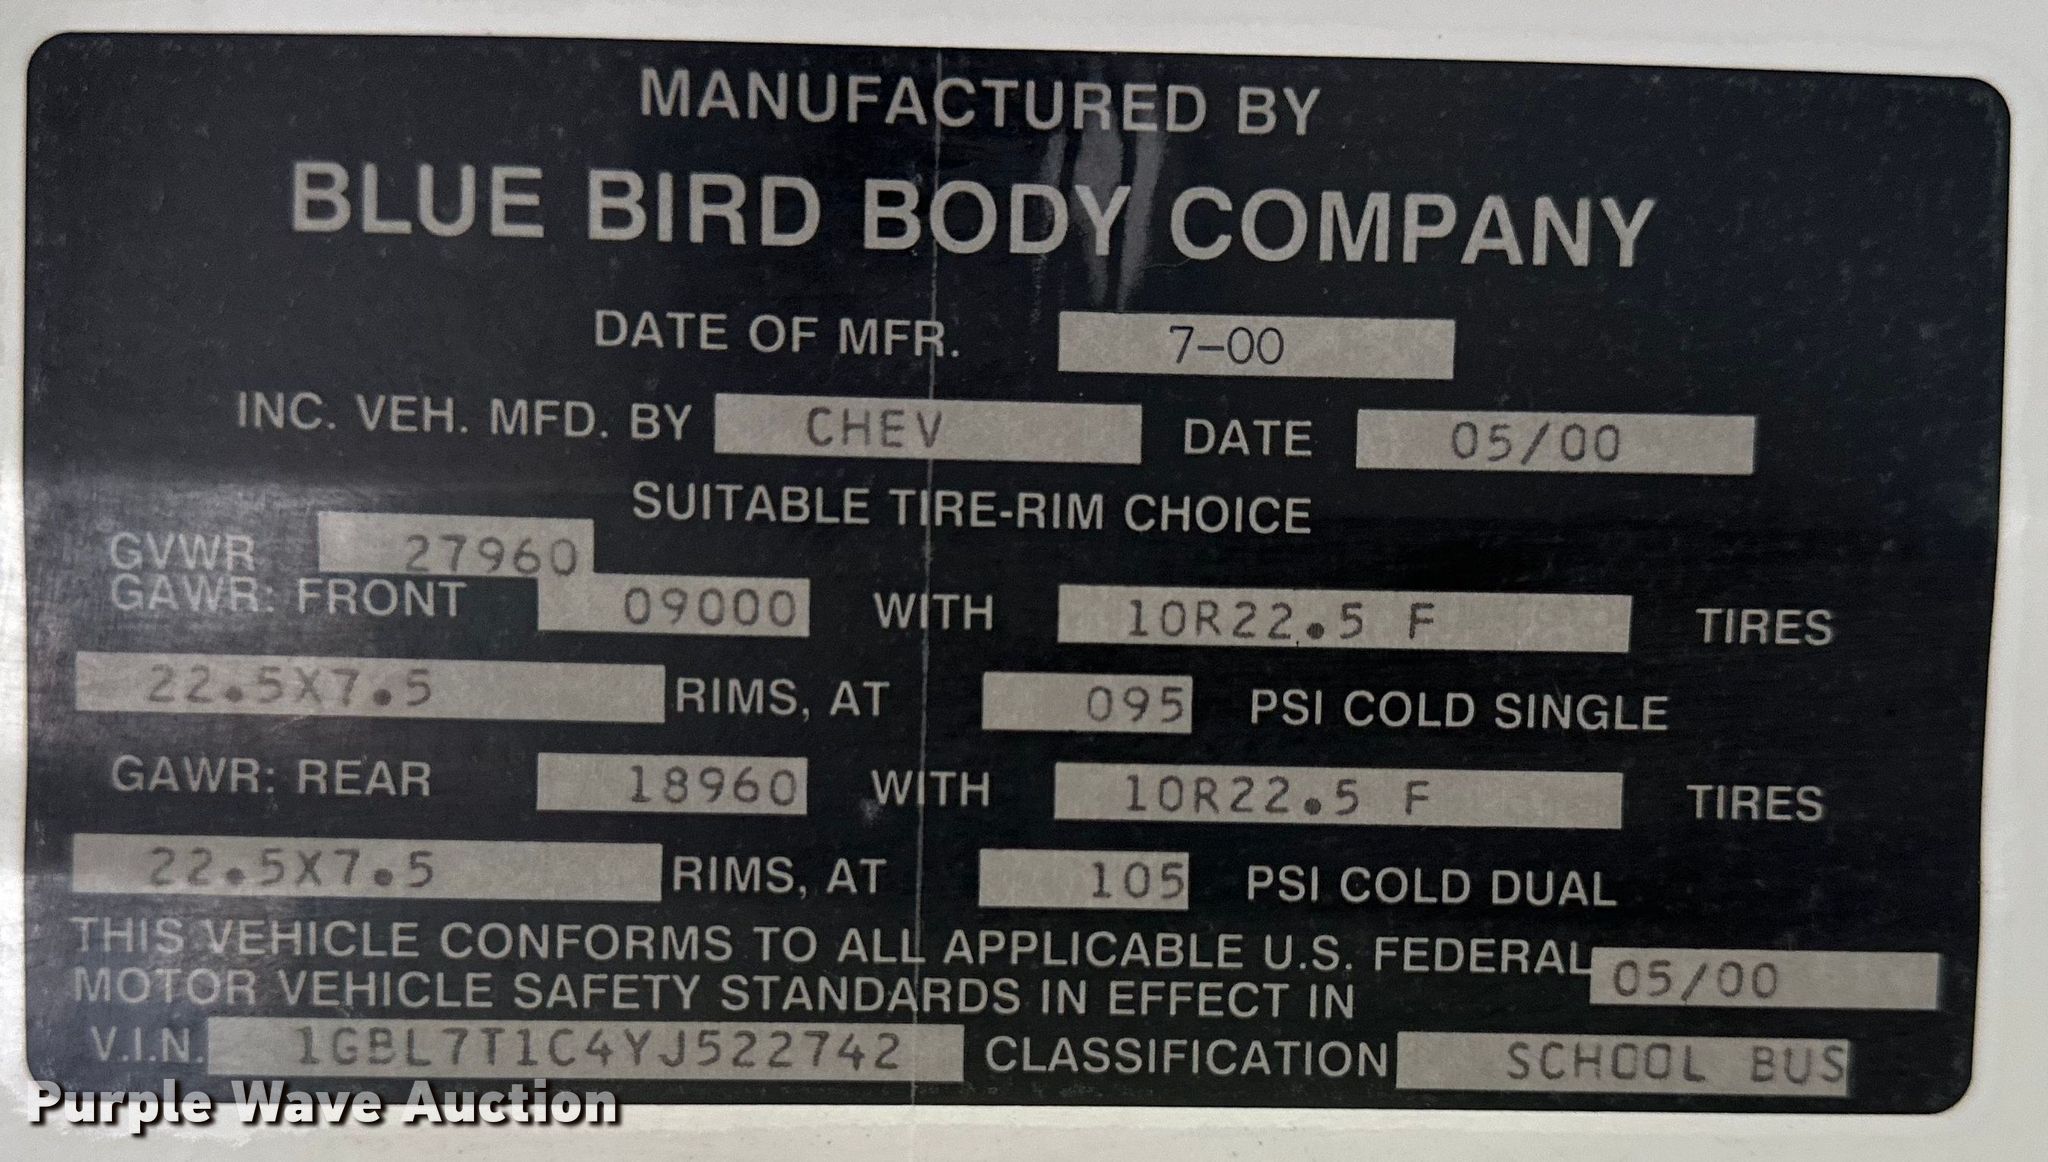 MANUFACTURED BY
BLUE BIRD BODY COMPANY
DATE OF MFR. 7-00
INC. VEH. MFD. BY CHEV DATE 05/00
SUITABLE TIRE-RIM CHOICE
GVWR 27960
GAWR: FRONT 09000 WITH 10R22.5 F TIRES
22.5X7.5 RIMS, AT 095 PSI COLD SINGLE
GAWR: REAR 18960 WITH 10R22.5 F TIRES
22.5X7.5 RIMS, AT 105 PSI COLD DUAL
THIS VEHICLE CONFORMS TO ALL APPLICABLE U.S. FEDERAL
MOTOR VEHICLE SAFETY STANDARDS IN EFFECT IN 05/00
V.I.N. 1GBL7T1C4YJ522742 CLASSIFICATION SCHOOL BUS
Purple Wave Auction